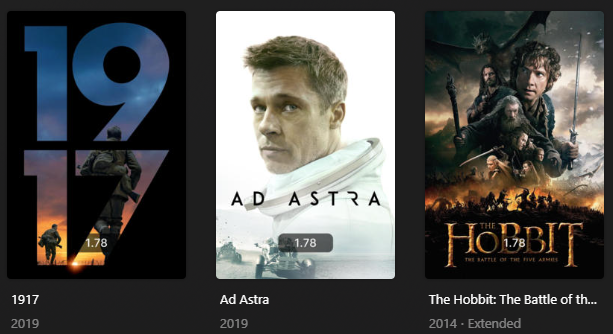 19
17
1.78
1917
2019
AD ASTRA
1.78
Ad Astra
2019
THE
HOBBIT
THE BATTLE OF THE FIVE ARMIES
1.78
The Hobbit: The Battle of th...
2014 · Extended